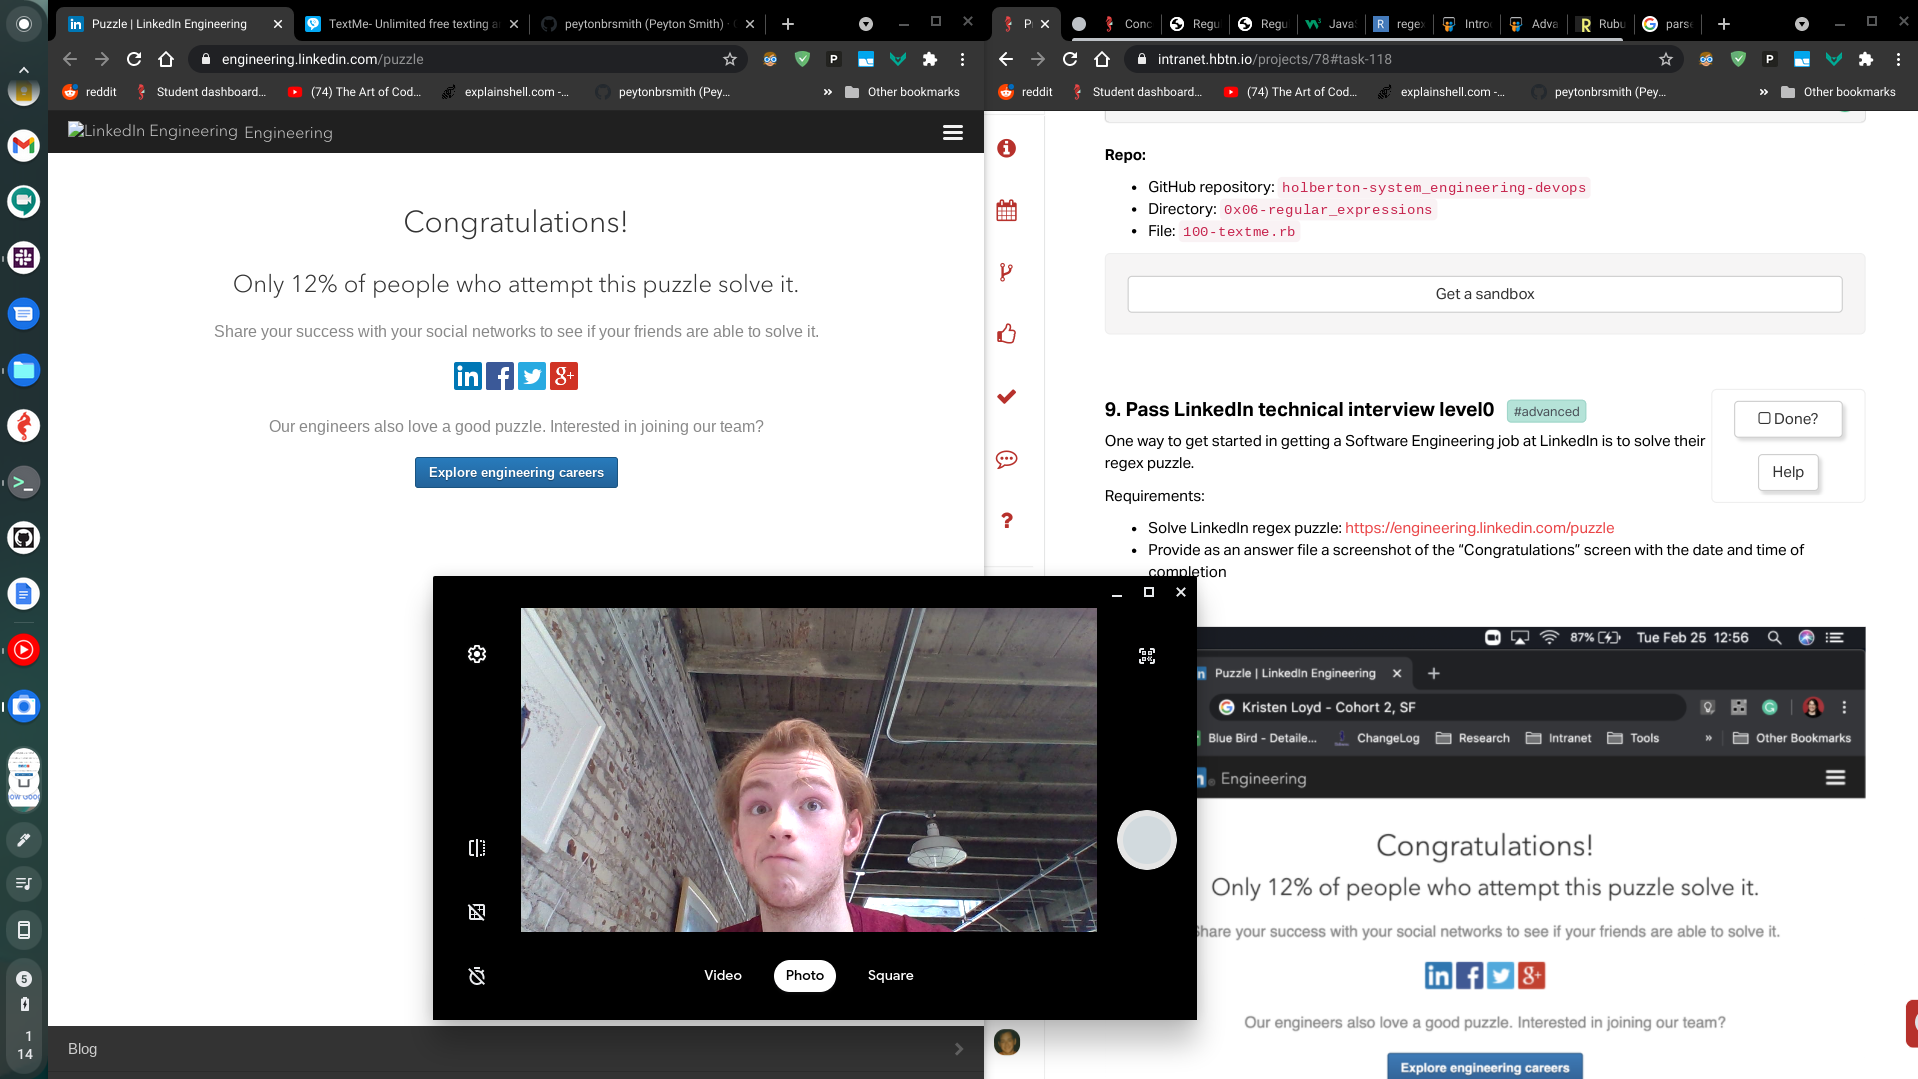 Puzzle | LinkedIn Engineering
TextMe- Unlimited free texting a
peytonbrsmith (Peyton Smith) ·
engineering.linkedin.com/puzzle
reddit
Student dashboard...
(74) The Art of Cod...
explainshell.com -...
peytonbrsmith (Pey...
»
Other bookmarks
LinkedIn Engineering Engineering
Congratulations!
Only 12% of people who attempt this puzzle solve it.
Share your success with your social networks to see if your friends are able to solve it.
in f g+
Our engineers also love a good puzzle. Interested in joining our team?
Explore engineering careers
Blog
Video
Photo
Square
5
1
14
Conc
Regu
Regu
Java
rege
Intro
Adva
Rubu
parse
intranet.hbtn.io/projects/78#task-118
reddit
Student dashboard...
(74) The Art of Cod...
explainshell.com -...
peytonbrsmith (Pey...
»
Other bookmarks
Repo:
• GitHub repository: holberton-system_engineering-devops
• Directory: 0x06-regular_expressions
• File: 100-textme.rb
Get a sandbox
9. Pass LinkedIn technical interview level0
#advanced
Done?
Help
One way to get started in getting a Software Engineering job at LinkedIn is to solve their
regex puzzle.
Requirements:
• Solve LinkedIn regex puzzle: https://engineering.linkedin.com/puzzle
• Provide as an answer file a screenshot of the “Congratulations” screen with the date and time of
completion
87%
Tue Feb 25 12:56
Puzzle | LinkedIn Engineering
Kristen Loyd - Cohort 2, SF
Blue Bird - Detaile...
ChangeLog
Research
Intranet
Tools
»
Other Bookmarks
Engineering
Congratulations!
Only 12% of people who attempt this puzzle solve it.
Share your success with your social networks to see if your friends are able to solve it.
in f g+
Our engineers also love a good puzzle. Interested in joining our team?
Explore engineering careers